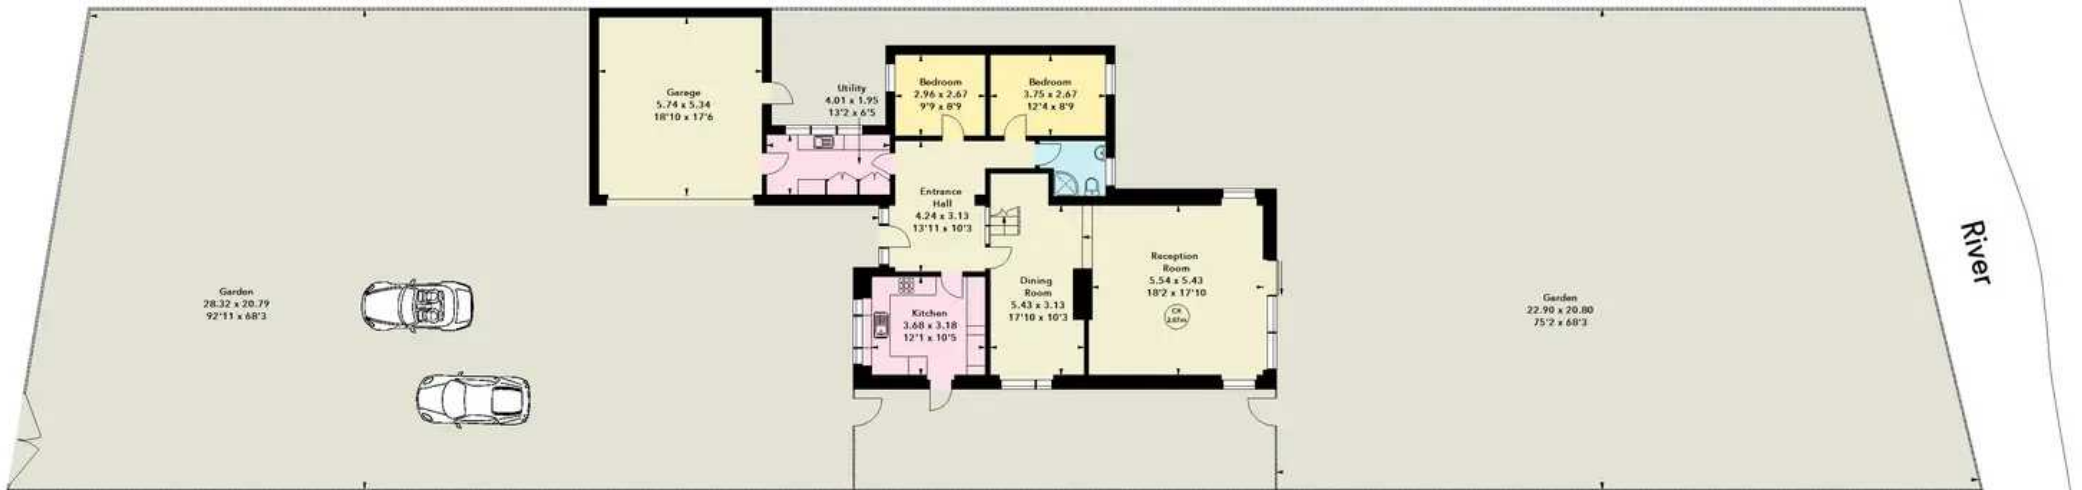 Garage
5.74 x 5.34
18'10 x 17'6
Utility
4.01 x 1.95
13'2 x 6'5
Bedroom
2.96 x 2.67
9'9 x 8'9
Bedroom
3.75 x 2.67
12'4 x 8'9
Entrance
Hall
4.24 x 3.13
13'11 x 10'3
Garden
28.32 x 20.79
92'11 x 68'3
Kitchen
3.68 x 3.18
12'1 x 10'5
Dining
Room
5.43 x 3.13
17'10 x 10'3
Reception
Room
5.54 x 5.43
18'2 x 17'10
Garden
22.90 x 20.80
75'2 x 68'3
River